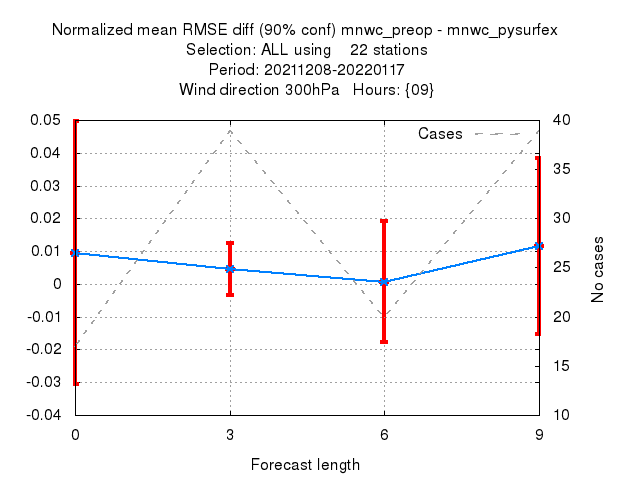 Normalized mean RMSE diff (90% conf) mnwc_preop - mnwc_pysurfex
Selection: ALL using    22 stations
Period: 20211208-20220117
Wind direction 300hPa   Hours: {09}
Cases
0.05
0.04
0.03
0.02
0.01
0
-0.01
-0.02
-0.03
-0.04
40
35
30
25
20
15
10
No cases
0 3 6 9
Forecast length